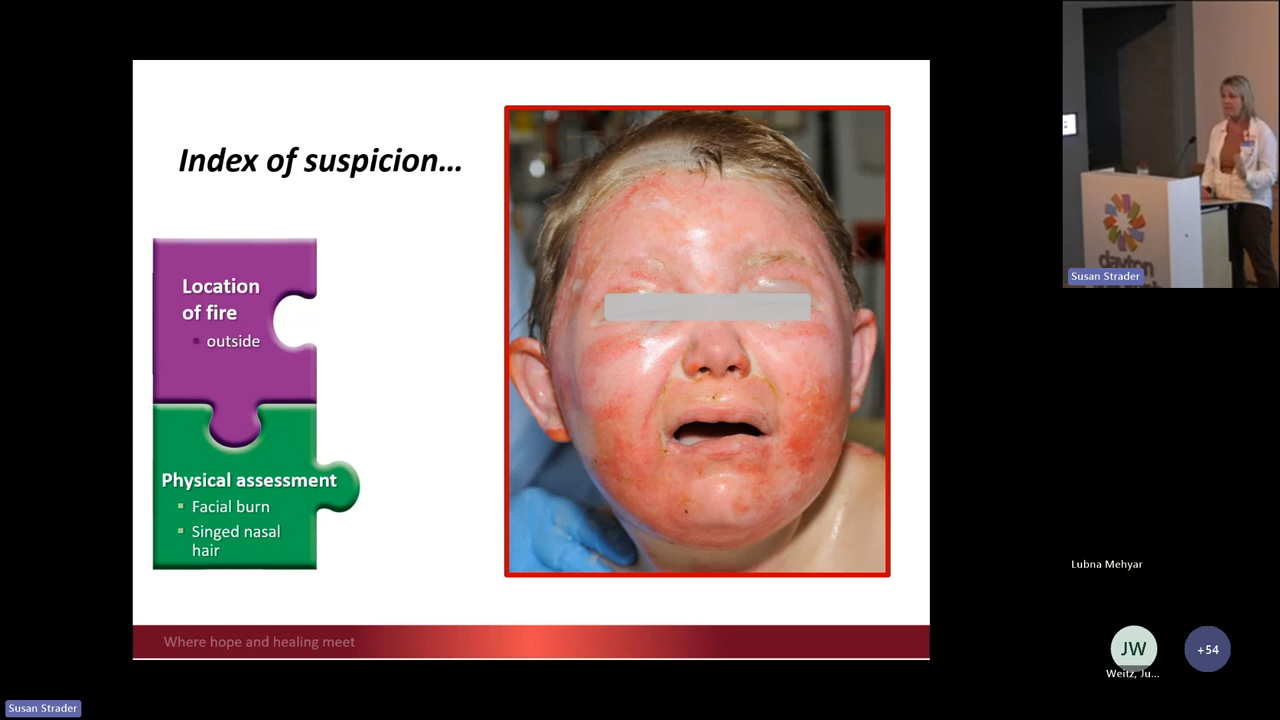 Index of suspicion...
Location
of fire
outside
Physical assessment
Facial burn
Singed nasal
hair
Where hope and healing meet
dayton
Susan Strader
Lubna Mehyar
JW
Weitz, Ju...
+54
Susan Strader